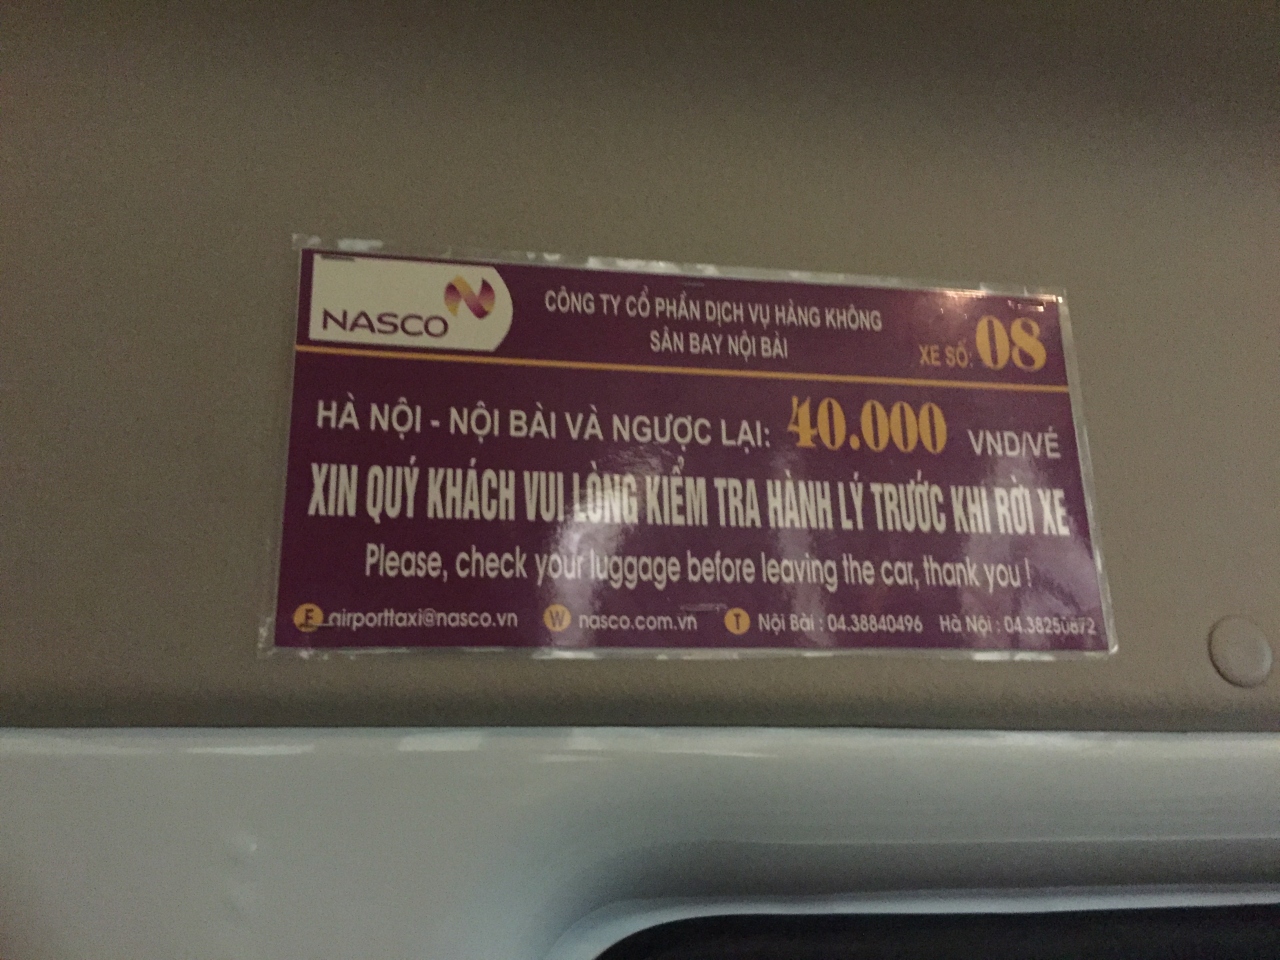 NASCO
CÔNG TY CỔ PHẦN DỊCH VỤ HÀNG KHÔNG
SÂN BAY NỘI BÀI
XE SỐ: 08
HÀ NỘI - NỘI BÀI VÀ NGƯỢC LẠI: 40.000 VND/VÉ
XIN QUÝ KHÁCH VUI LÒNG KIỂM TRA HÀNH LÝ TRƯỚC KHI RỜI XE
Please, check your luggage before leaving the car, thank you !
E airporttaxi@nasco.vn W nasco.com.vn T Nội Bài : 04.38840496 Hà Nội : 04.38250872